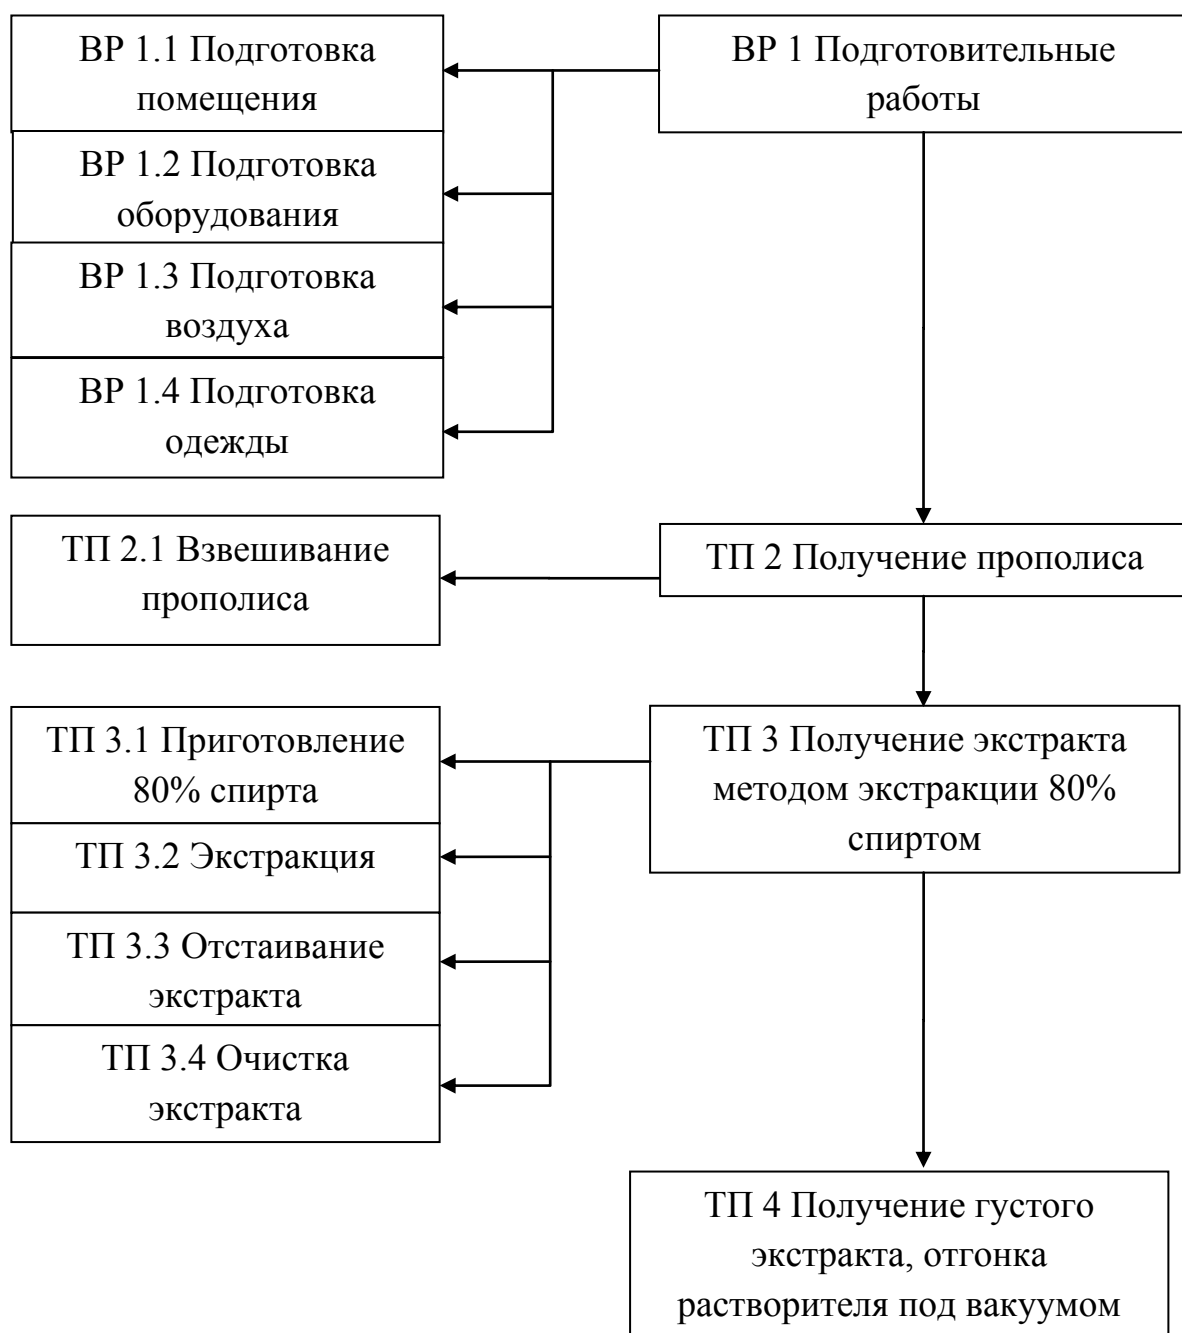 ВР 1.1 Подготовка
помещения
ВР 1 Подготовительные
работы
ВР 1.2 Подготовка
оборудования
ВР 1.3 Подготовка
воздуха
ВР 1.4 Подготовка
одежды
ТП 2.1 Взвешивание
прополиса
ТП 2 Получение прополиса
ТП 3.1 Приготовление
80% спирта
ТП 3 Получение экстракта
методом экстракции 80%
спиртом
ТП 3.2 Экстракция
ТП 3.3 Отстаивание
экстракта
ТП 3.4 Очистка
экстракта
ТП 4 Получение густого
экстракта, отгонка
растворителя под вакуумом